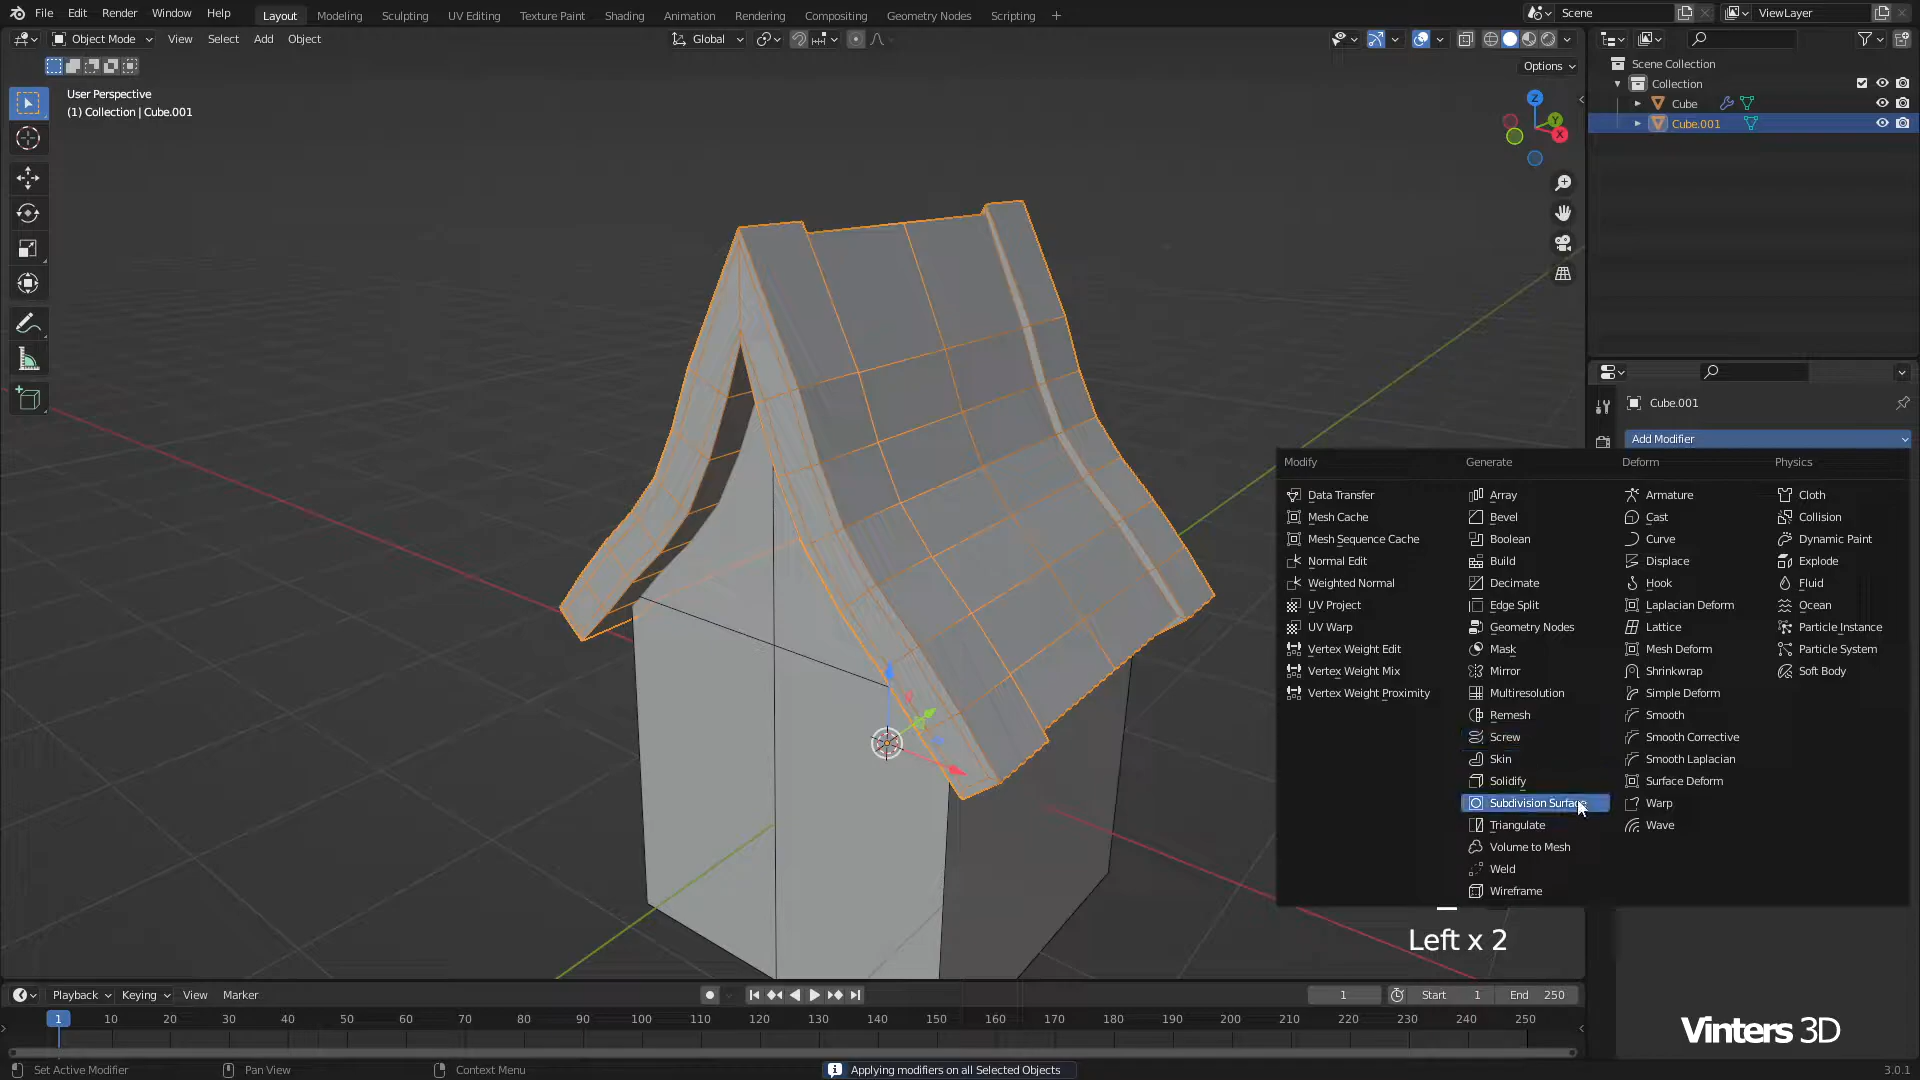 File Edit Render Window Help Layout Modeling Sculpting UV Editing Texture Paint Shading Animation Rendering Compositing Geometry Nodes Scripting Scene ViewLayer
Object Mode View Select Add Object Global
Options
User Perspective
(1) Collection | Cube.001
Scene Collection
Collection
Cube
Cube.001
Z
Y
X
Cube.001
Add Modifier
Modify Generate Deform Physics
Data Transfer Array Armature Cloth
Mesh Cache Bevel Cast Collision
Mesh Sequence Cache Boolean Curve Dynamic Paint
Normal Edit Build Displace Explode
Weighted Normal Decimate Hook Fluid
UV Project Edge Split Laplacian Deform Ocean
UV Warp Geometry Nodes Lattice Particle Instance
Vertex Weight Edit Mask Mesh Deform Particle System
Vertex Weight Mix Mirror Shrinkwrap Soft Body
Vertex Weight Proximity Multiresolution Simple Deform
Remesh Smooth
Screw Smooth Corrective
Skin Smooth Laplacian
Solidify Surface Deform
Subdivision Surface Warp
Triangulate Wave
Volume to Mesh
Weld
Wireframe
Left x 2
Playback Keying View Marker 1 Start 1 End 250
1 10 20 30 40 50 60 70 80 90 100 110 120 130 140 150 160 170 180 190 200 210 220 230 240 250
Vinters 3D
Set Active Modifier Pan View Context Menu Applying modifiers on all Selected Objects 3.0.1